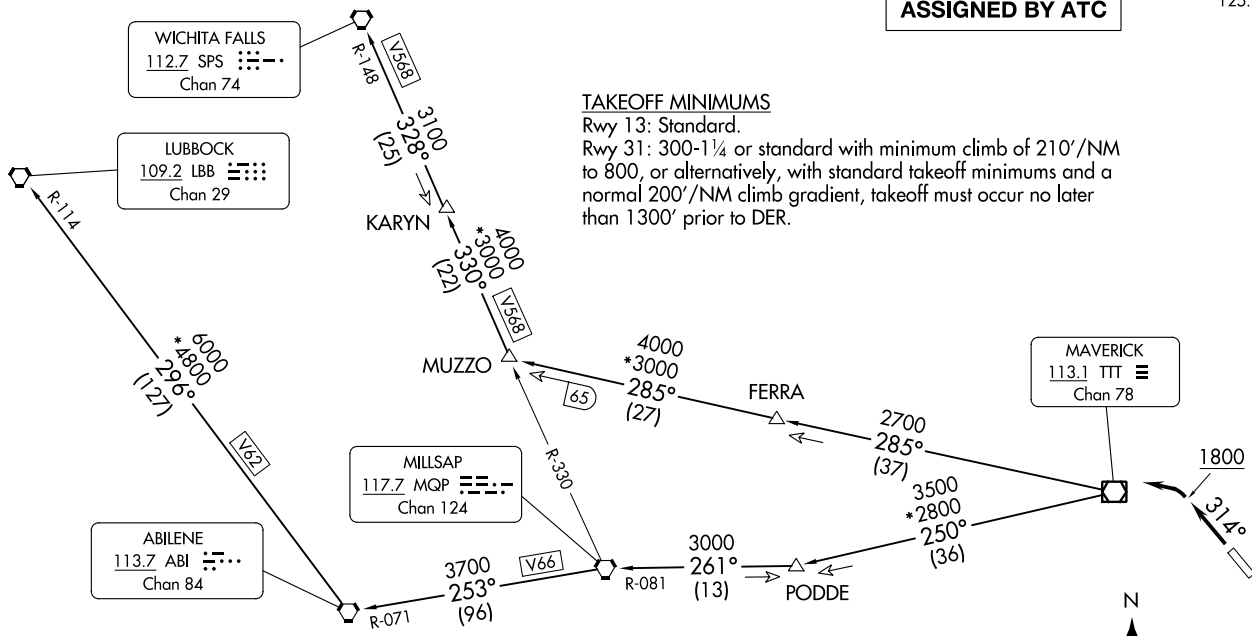 ASSIGNED BY ATC
125.
WICHITA FALLS
112.7 SPS
Chan 74
R-148
V568
3100
328°
(25)
LUBBOCK
109.2 LBB
Chan 29
R-114
KARYN
TAKEOFF MINIMUMS
Rwy 13: Standard.
Rwy 31: 300-1¼ or standard with minimum climb of 210'/NM
to 800, or alternatively, with standard takeoff minimums and a
normal 200'/NM climb gradient, takeoff must occur no later
than 1300' prior to DER.
4000
*3000
330°
(22)
V568
6000
*4800
296°
(127)
V62
MUZZO
4000
*3000
285°
(27)
65
FERRA
MAVERICK
113.1 TTT
Chan 78
2700
285°
(37)
1800
314°
R-330
MILLSAP
117.7 MQP
Chan 124
3500
*2800
250°
(36)
ABILENE
113.7 ABI
Chan 84
R-071
3700
253°
(96)
V66
R-081
3000
261°
(13)
PODDE
N